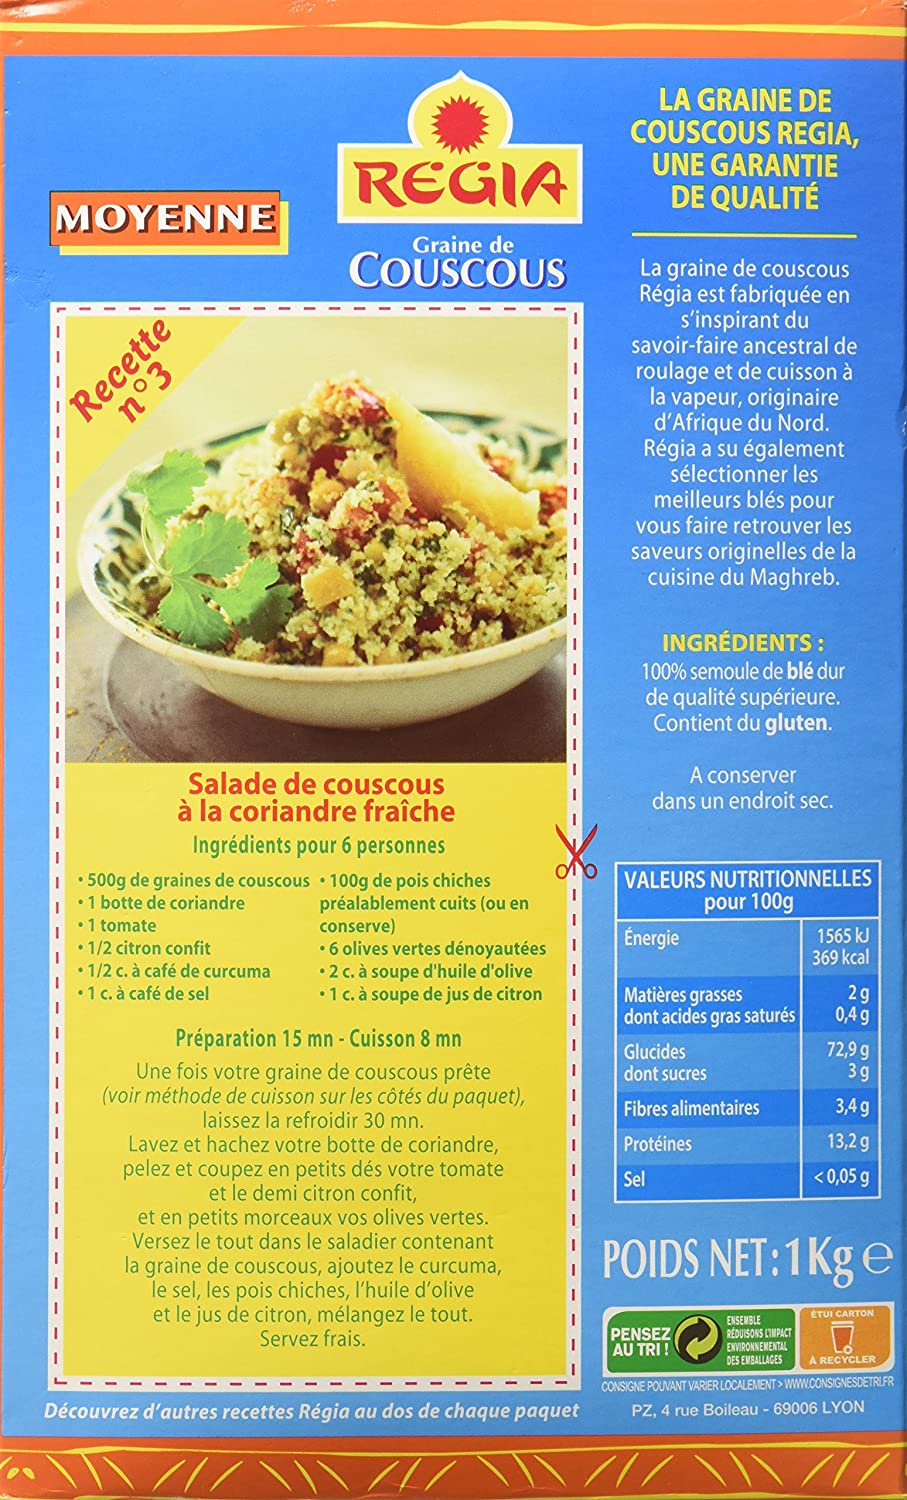 REGIA
Graine de
COUSCOUS
MOYENNE
Recette
n°3
Salade de couscous
à la coriandre fraîche
Ingrédients pour 6 personnes
• 500g de graines de couscous
• 1 botte de coriandre
• 1 tomate
• 1/2 citron confit
• 1/2 c. à café de curcuma
• 1 c. à café de sel
• 100g de pois chiches
préalablement cuits (ou en
conserve)
• 6 olives vertes dénoyautées
• 2 c. à soupe d'huile d'olive
• 1 c. à soupe de jus de citron
Préparation 15 mn - Cuisson 8 mn
Une fois votre graine de couscous prête
(voir méthode de cuisson sur les côtés du paquet),
laissez la refroidir 30 mn.
Lavez et hachez votre botte de coriandre,
pelez et coupez en petits dés votre tomate
et le demi citron confit,
et en petits morceaux vos olives vertes.
Versez le tout dans le saladier contenant
la graine de couscous, ajoutez le curcuma,
le sel, les pois chiches, l'huile d'olive
et le jus de citron, mélangez le tout.
Servez frais.
Découvrez d'autres recettes Régia au dos de chaque paquet
LA GRAINE DE
COUSCOUS REGIA,
UNE GARANTIE
DE QUALITÉ
La graine de couscous
Régia est fabriquée en
s'inspirant du
savoir-faire ancestral de
roulage et de cuisson à
la vapeur, originaire
d'Afrique du Nord.
Régia a su également
sélectionner les
meilleurs blés pour
vous faire retrouver les
saveurs originelles de la
cuisine du Maghreb.
INGRÉDIENTS :
100% semoule de blé dur
de qualité supérieure.
Contient du gluten.
A conserver
dans un endroit sec.
VALEURS NUTRITIONNELLES
pour 100g
Énergie 1565 kJ
369 kcal
Matières grasses 2 g
dont acides gras saturés 0,4 g
Glucides 72,9 g
dont sucres 3 g
Fibres alimentaires 3,4 g
Protéines 13,2 g
Sel < 0,05 g
POIDS NET : 1 Kg e
PENSEZ
AU TRI !
ENSEMBLE
RÉDUISONS L'IMPACT
ENVIRONNEMENTAL
DES EMBALLAGES
ÉTUI CARTON
À RECYCLER
CONSIGNE POUVANT VARIER LOCALEMENT > WWW.CONSIGNESDETRI.FR
PZ, 4 rue Boileau - 69006 LYON